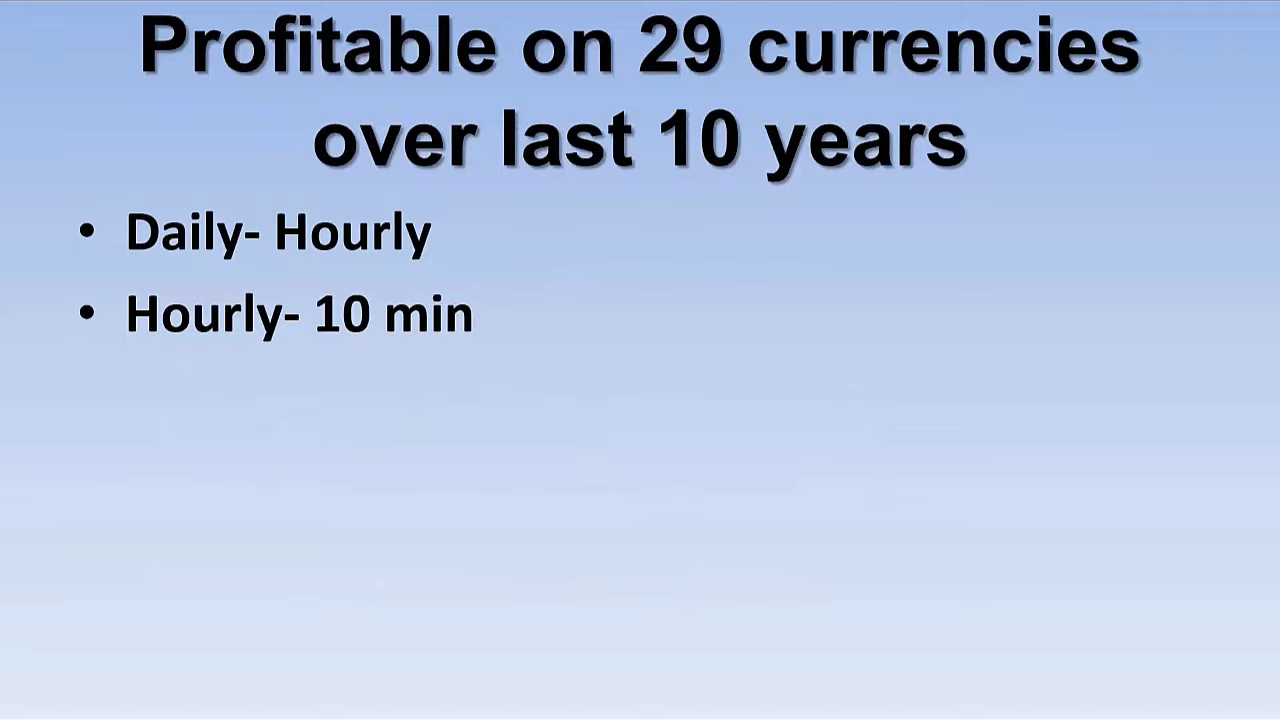 Profitable on 29 currencies
over last 10 years
• Daily- Hourly
• Hourly- 10 min